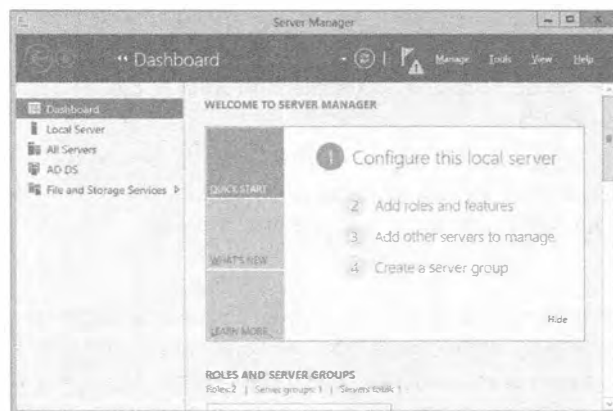 Server Manager
Dashboard
Manage Tools View Help
Dashboard
Local Server
All Servers
AD DS
File and Storage Services
WELCOME TO SERVER MANAGER
QUICK START
WHAT'S NEW
LEARN MORE
1 Configure this local server
2 Add roles and features
3 Add other servers to manage
4 Create a server group
Hide
ROLES AND SERVER GROUPS
Roles: 2 | Server groups: 1 | Servers total: 1